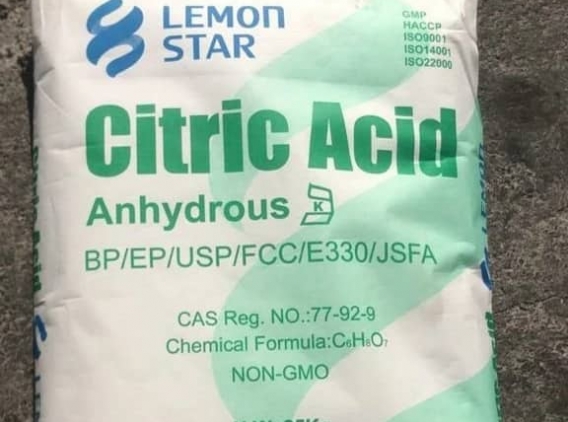 LEMON
STAR
GMP
HACCP
ISO9001
ISO14001
ISO22000
Citric Acid
Anhydrous K
BP/EP/USP/FCC/E330/JSFA
CAS Reg. NO.:77-92-9
Chemical Formula:C₆H₈O₇
NON-GMO